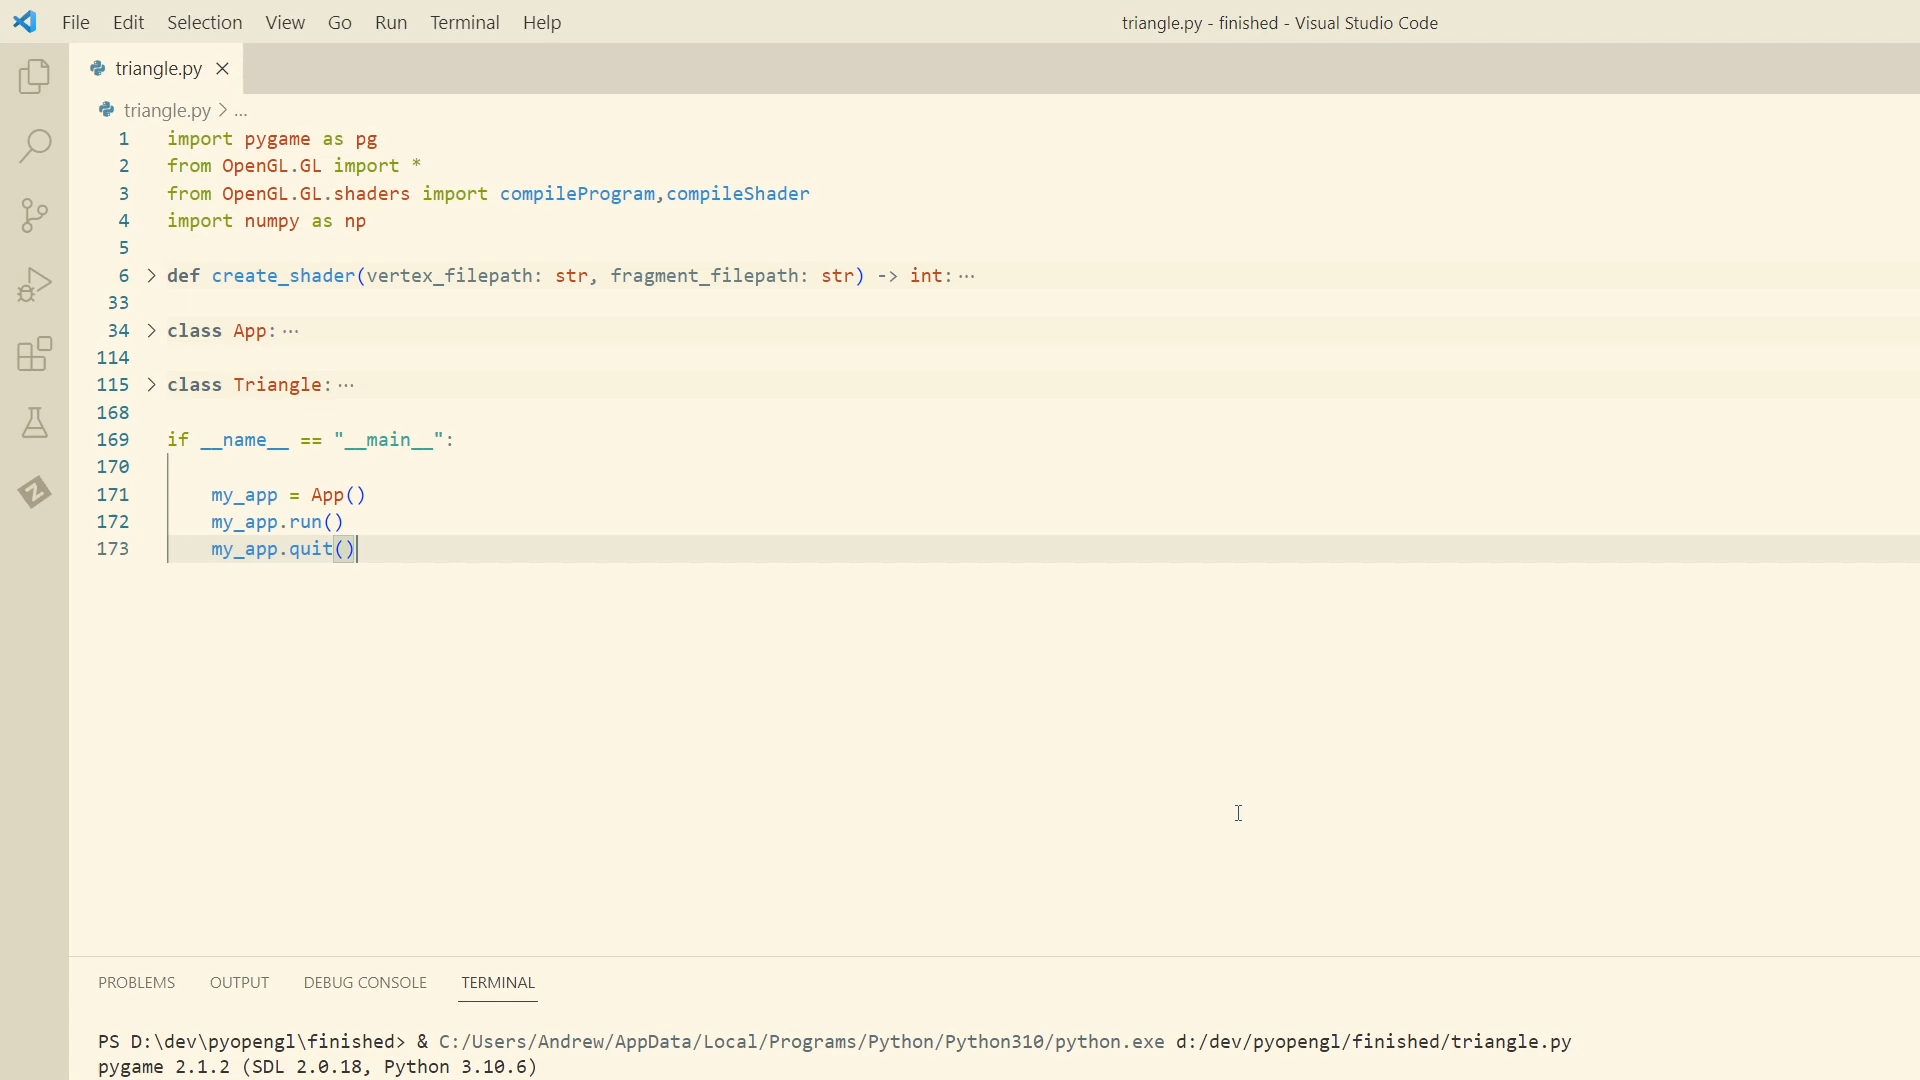 File Edit Selection View Go Run Terminal Help triangle.py - finished - Visual Studio Code
triangle.py
triangle.py > ...
1 import pygame as pg
2 from OpenGL.GL import *
3 from OpenGL.GL.shaders import compileProgram,compileShader
4 import numpy as np
5
6 def create_shader(vertex_filepath: str, fragment_filepath: str) -> int:···
33
34 class App:···
114
115 class Triangle:···
168
169 if __name__ == "__main__":
170
171 my_app = App()
172 my_app.run()
173 my_app.quit()
PROBLEMS OUTPUT DEBUG CONSOLE TERMINAL
PS D:\dev\pyopengl\finished> & C:/Users/Andrew/AppData/Local/Programs/Python/Python310/python.exe d:/dev/pyopengl/finished/triangle.py
pygame 2.1.2 (SDL 2.0.18, Python 3.10.6)